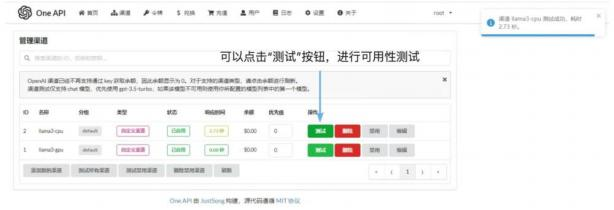 One API 首页 渠道 令牌 $ 兑换 充值 用户 日志 设置 关于 root
渠道 llama3-cpu 测试成功，耗时
2.73 秒。
管理渠道
可以点击“测试”按钮，进行可用性测试
OpenAI 渠道已经不再支持通过 key 获取余额，因此余额显示为 0。对于支持的渠道类型，请点击余额进行刷新。
渠道测试仅支持 chat 模型，优先使用 gpt-3.5-turbo，如果该模型不可用则使用你所配置的模型列表中的第一个模型。
ID 名称 分组 类型 状态 响应时间 余额 优先级 操作
2 llama3-cpu default 自定义渠道 已启用 2.73 秒 $0.00 0 测试 删除 禁用 编辑
1 llama3-gpu default 自定义渠道 已启用 0.00 秒 $0.00 0 测试 删除 禁用 编辑
添加新的渠道 测试所有渠道 测试禁用渠道 删除禁用渠道 刷新 « ‹ 1 › »
One API 由 JustSong 构建，源代码遵循 MIT 协议